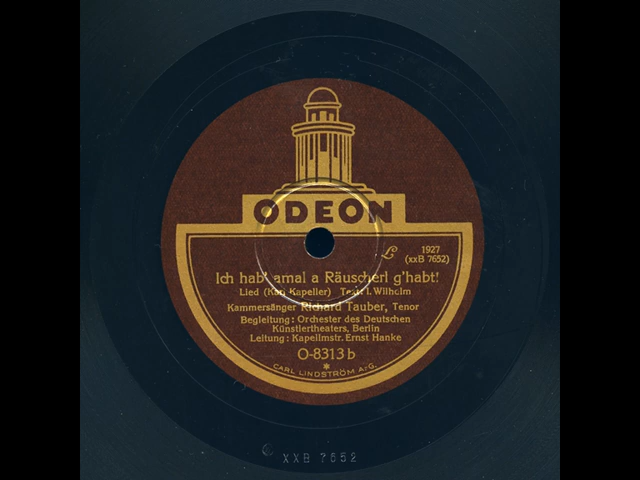 ODEON
1927
(xxB 7652)
Ich hab' amal a Räuscherl g'habt!
Lied (Karl Kapeller) Text: I. Wilhelm
Kammersänger Richard Tauber, Tenor
Begleitung: Orchester des Deutschen
Künstlertheaters, Berlin
Leitung: Kapellmstr. Ernst Hanke
O-8313 b
*
CARL LINDSTRÖM A.-G.
XXB 7652